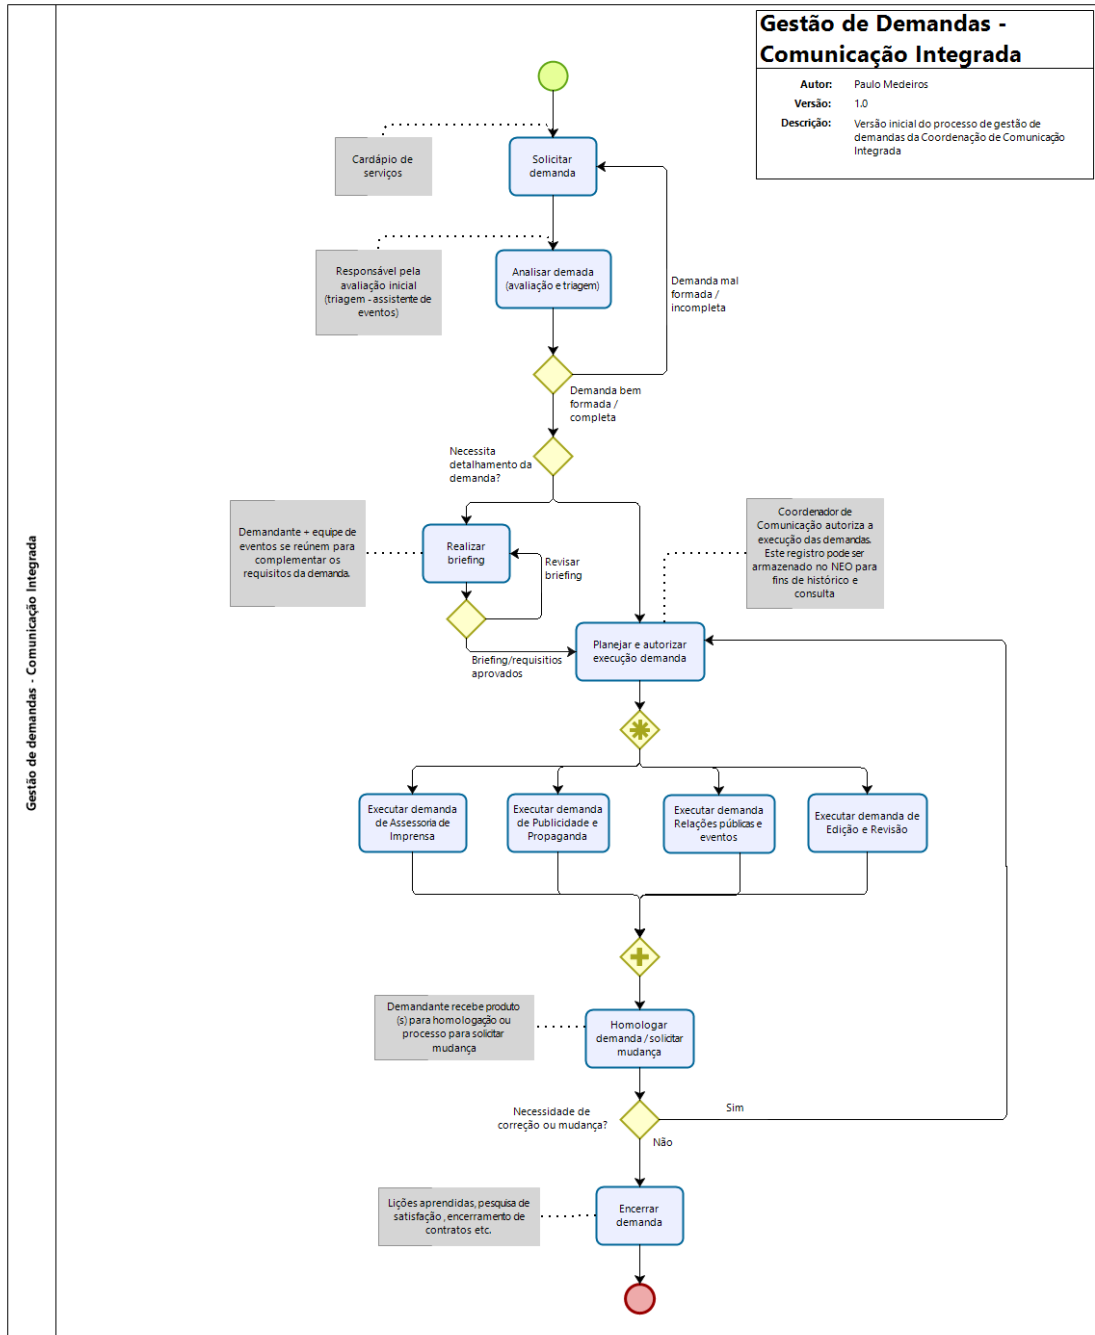 Gestão de Demandas -
Comunicação Integrada
Autor: Paulo Medeiros
Versão: 1.0
Descrição: Versão inicial do processo de gestão de
demandas da Coordenação de Comunicação
Integrada
Gestão de demandas - Comunicação Integrada
Cardápio de
serviços
Solicitar
demanda
Responsável pela
avaliação inicial
(triagem - assistente de
eventos)
Analisar demada
(avaliação e triagem)
Demanda mal
formada /
incompleta
Demanda bem
formada /
completa
Necessita
detalhamento da
demanda?
Demandante + equipe de
eventos se reúnem para
complementar os
requisitos da demanda.
Realizar
briefing
Revisar
briefing
Coordenador de
Comunicação autoriza a
execução das demandas.
Este registro pode ser
armazenado no NEO para
fins de histórico e
consulta
Briefing/requisitios
aprovados
Planejar e autorizar
execução demanda
Executar demanda
de Assessoria de
Imprensa
Executar demanda
de Publicidade e
Propaganda
Executar demanda
Relações públicas e
eventos
Executar demanda de
Edição e Revisão
Demandante recebe produto
(s) para homologação ou
processo para solicitar
mudança
Homologar
demanda / solicitar
mudança
Necessidade de
correção ou mudança?
Sim
Não
Lições aprendidas, pesquisa de
satisfação , encerramento de
contratos etc.
Encerrar
demanda